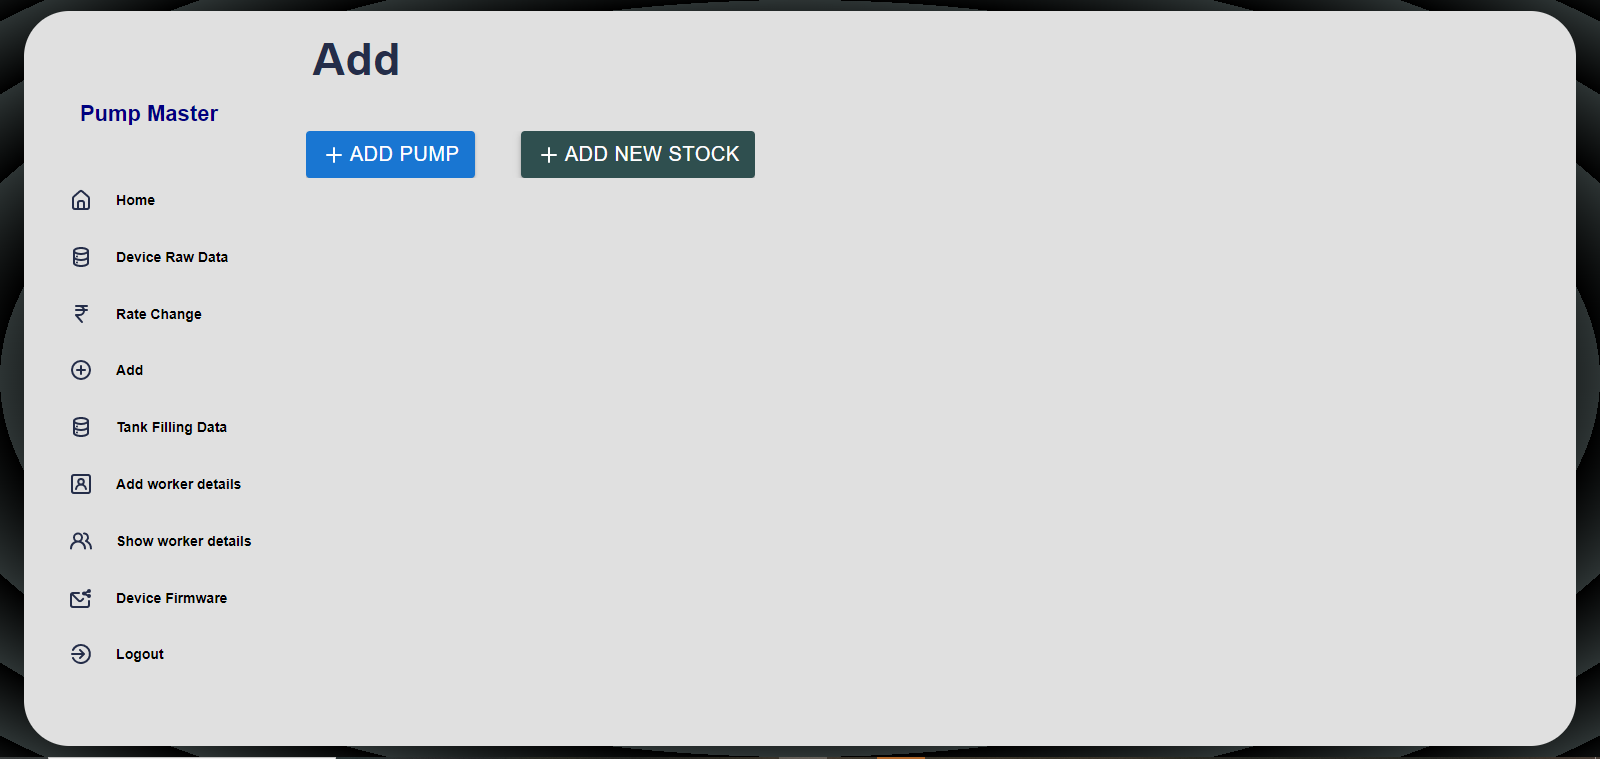 Add
Pump Master
ADD PUMP
ADD NEW STOCK
Home
Device Raw Data
Rate Change
Add
Tank Filling Data
Add worker details
Show worker details
Device Firmware
Logout